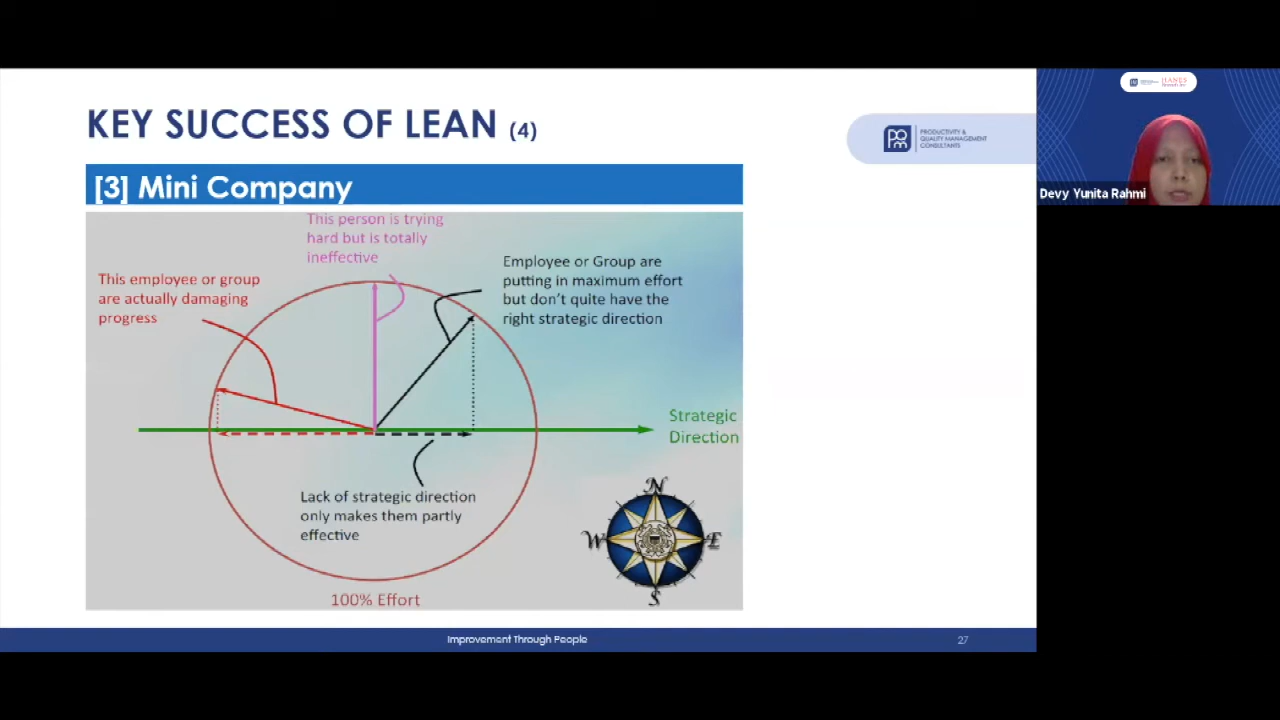 KEY SUCCESS OF LEAN (4)
PRODUCTIVITY &
QUALITY MANAGEMENT
CONSULTANTS
HANES
Devy Yunita Rahmi
[3] Mini Company
This person is trying
hard but is totally
ineffective
This employee or group
are actually damaging
progress
Employee or Group are
putting in maximum effort
but don't quite have the
right strategic direction
Strategic
Direction
Lack of strategic direction
only makes them partly
effective
100% Effort
N
W
E
S
Improvement Through People
27